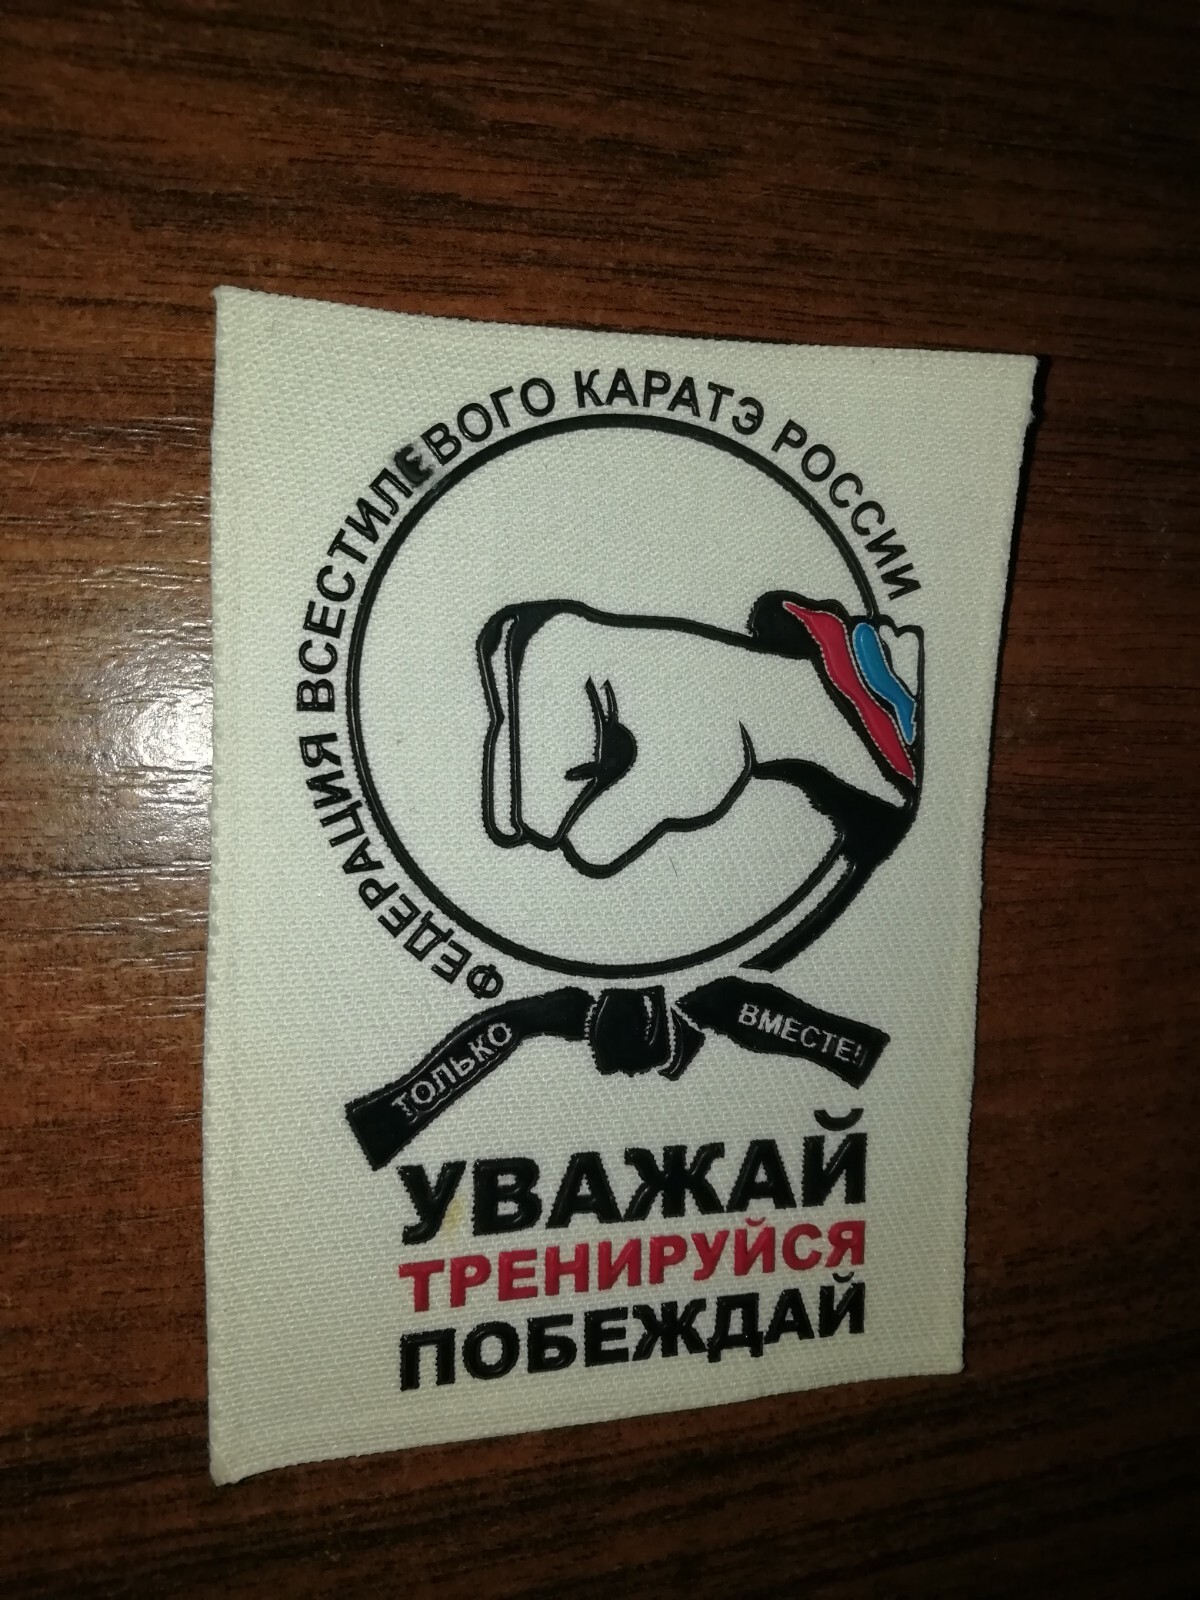 ФЕДЕРАЦИЯ ВСЕСТИЛЕВОГО КАРАТЭ РОССИИ
ТОЛЬКО ВМЕСТЕ!
УВАЖАЙ
ТРЕНИРУЙСЯ
ПОБЕЖДАЙ